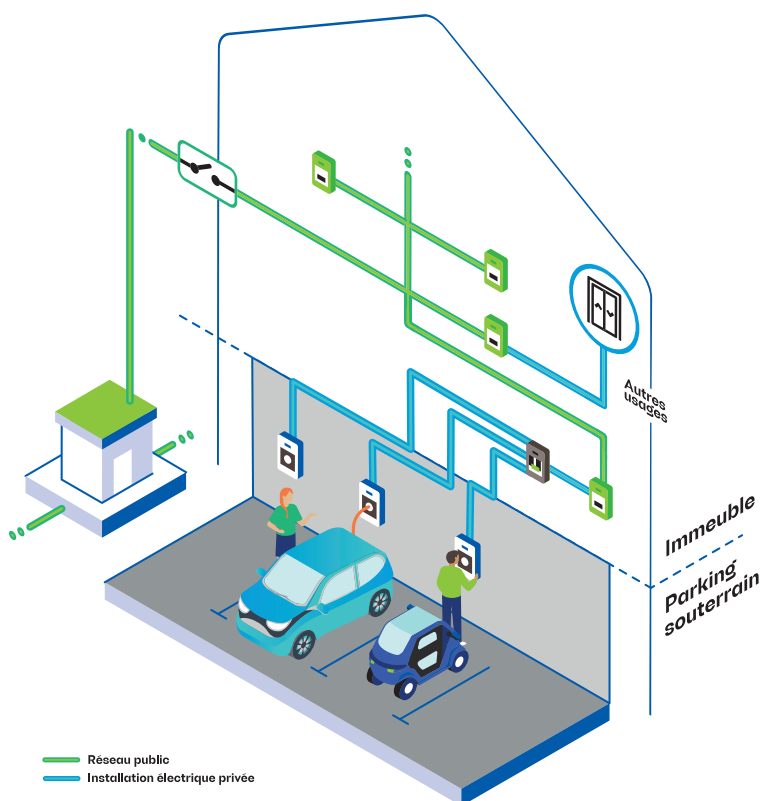 Autres
usages
Immeuble
Parking
souterrain
Réseau public
Installation électrique privée